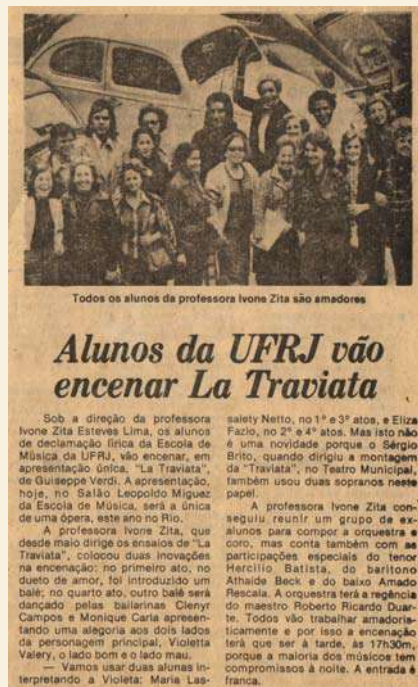 Todos os alunos da professora Ivone Zita são amadores
Alunos da UFRJ vão
encenar La Traviata
Sob a direção da professora
Ivone Zita Esteves Lima, os alunos
de declamação lírica da Escola de
Música da UFRJ, vão encenar, em
apresentação única, "La Traviata",
de Guiseppe Verdi. A apresentação,
hoje, no Salão Leopoldo Miguez
da Escola de Música, será a única
de uma ópera, este ano no Rio.
A professora Ivone Zita, que
desde maio dirige os ensaios de "La
Traviata", colocou duas inovações
na encenação: no primeiro ato, no
dueto de amor, foi introduzido um
balé; no quarto ato, outro balé será
dançado pelas bailarinas Clenyr
Campos e Monique Carla apresen-
tando uma alegoria aos dois lados
da personagem principal, Violetta
Valery, o lado bom e o lado mau.
— Vamos usar duas alunas in-
terpretando a Violeta: Maria Las-
salety Netto, no 1º e 3º atos, e Eliza
Fazio, no 2º e 4º atos. Mas isto não
é uma novidade porque o Sérgio
Brito, quando dirigiu a montagem
da "Traviata", no Teatro Municipal,
também usou duas sopranos neste
papel.
A professora Ivone Zita con-
seguiu reunir um grupo de ex-
alunos para compor a orquestra e
coro, mas conta também com as
participações especiais do tenor
Hercílio Batista, do barítono
Athaide Beck e do baixo Amado
Rescala. A orquestra terá a regência
do maestro Roberto Ricardo Duar-
te. Todos vão trabalhar amadoris-
ticamente e por isso a encenação
terá que ser à tarde, às 17h30m,
porque a maioria dos músicos tem
compromissos à noite. A entrada é
franca.